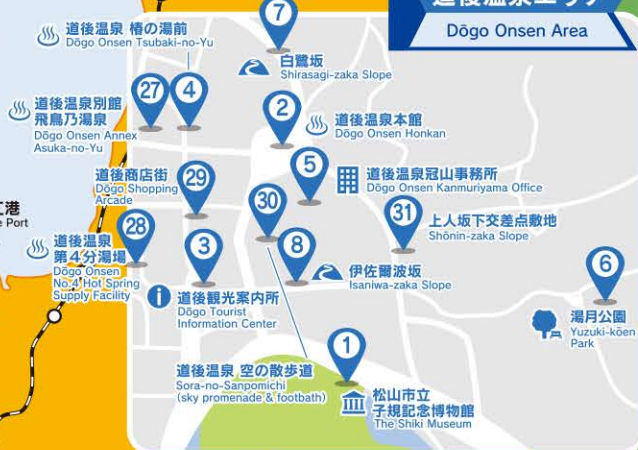 道後温泉エリア
Dōgo Onsen Area
7
道後温泉 椿の湯前
Dōgo Onsen Tsubaki-no-Yu
白鷺坂
Shirasagi-zaka Slope
27
4
2
道後温泉別館
飛鳥乃湯泉
Dōgo Onsen Annex
Asuka-no-Yu
道後温泉本館
Dōgo Onsen Honkan
道後商店街
Dōgo Shopping
Arcade
29
5
道後温泉冠山事務所
Dōgo Onsen Kanmuriyama Office
30
31
上人坂下交差点敷地
Shōnin-zaka Slope
e Port
28
道後温泉
第4分湯場
Dōgo Onsen
No.4 Hot Spring
Supply Facility
3
8
伊佐爾波坂
Isaniwa-zaka Slope
6
道後観光案内所
Dōgo Tourist
Information Center
湯月公園
Yuzuki-kōen
Park
1
道後温泉 空の散歩道
Sora-no-Sanpomichi
(sky promenade & footbath)
松山市立
子規記念博物館
The Shiki Museum